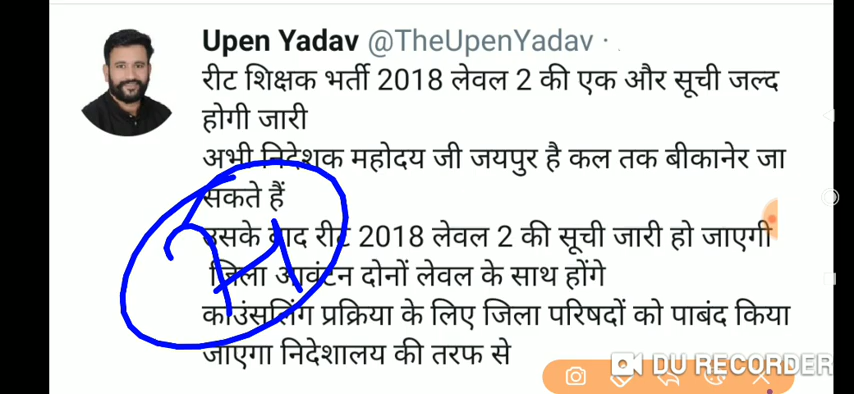 Upen Yadav @TheUpenYadav ·
रीट शिक्षक भर्ती 2018 लेवल 2 की एक और सूची जल्द
होगी जारी
अभी निदेशक महोदय जी जयपुर है कल तक बीकानेर जा
सकते हैं
उसके बाद रीट 2018 लेवल 2 की सूची जारी हो जाएगी
जिला आवंटन दोनों लेवल के साथ होंगे
काउंसलिंग प्रक्रिया के लिए जिला परिषदों को पाबंद किया
जाएगा निदेशालय की तरफ से
DU RECORDER